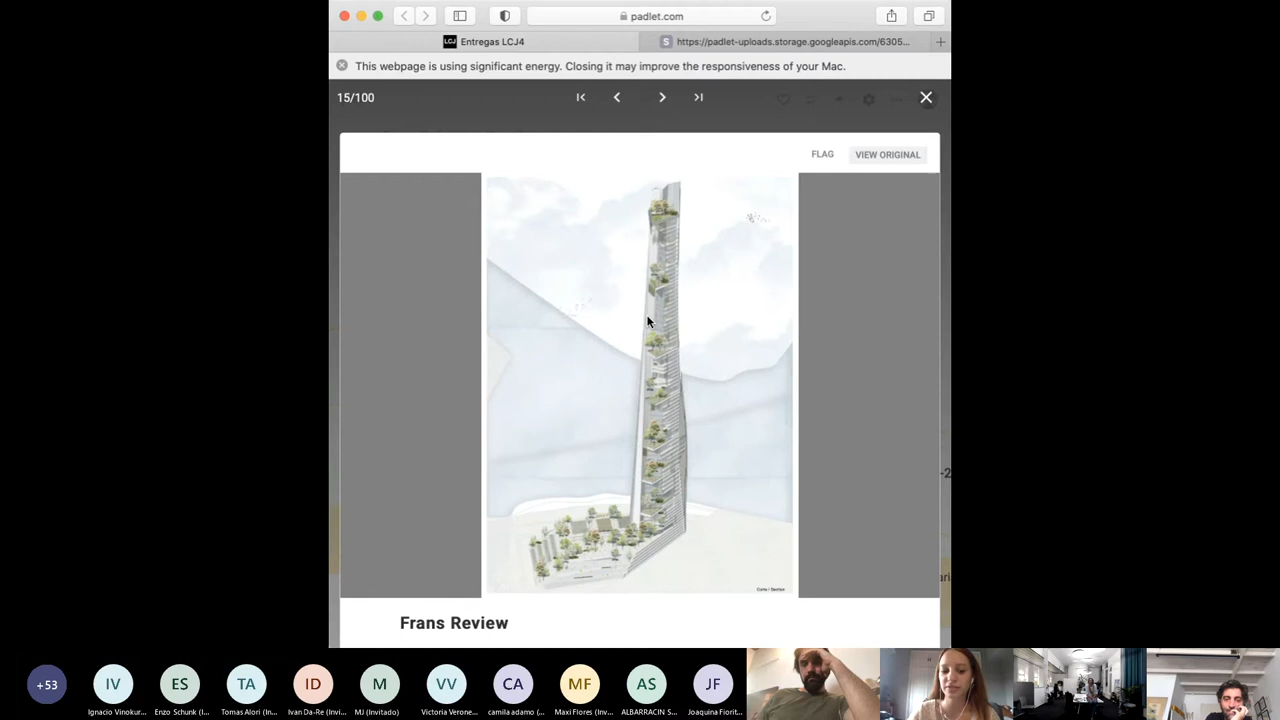 padlet.com
LCJ Entregas LCJ4
S https://padlet-uploads.storage.googleapis.com/6305...
This webpage is using significant energy. Closing it may improve the responsiveness of your Mac.
15/100
FLAG
VIEW ORIGINAL
Corte / Section
Frans Review
+53
IV
ES
TA
ID
M
VV
CA
MF
AS
JF
Ignacio Vinokur...
Enzo Schunk (I...
Tomas Alori (In...
Ivan Da-Re (Invi...
MJ (Invitado)
Victoria Verone...
camila adamo (...
Maxi Flores (Inv...
ALBARRACIN S...
Joaquina Fiorit...